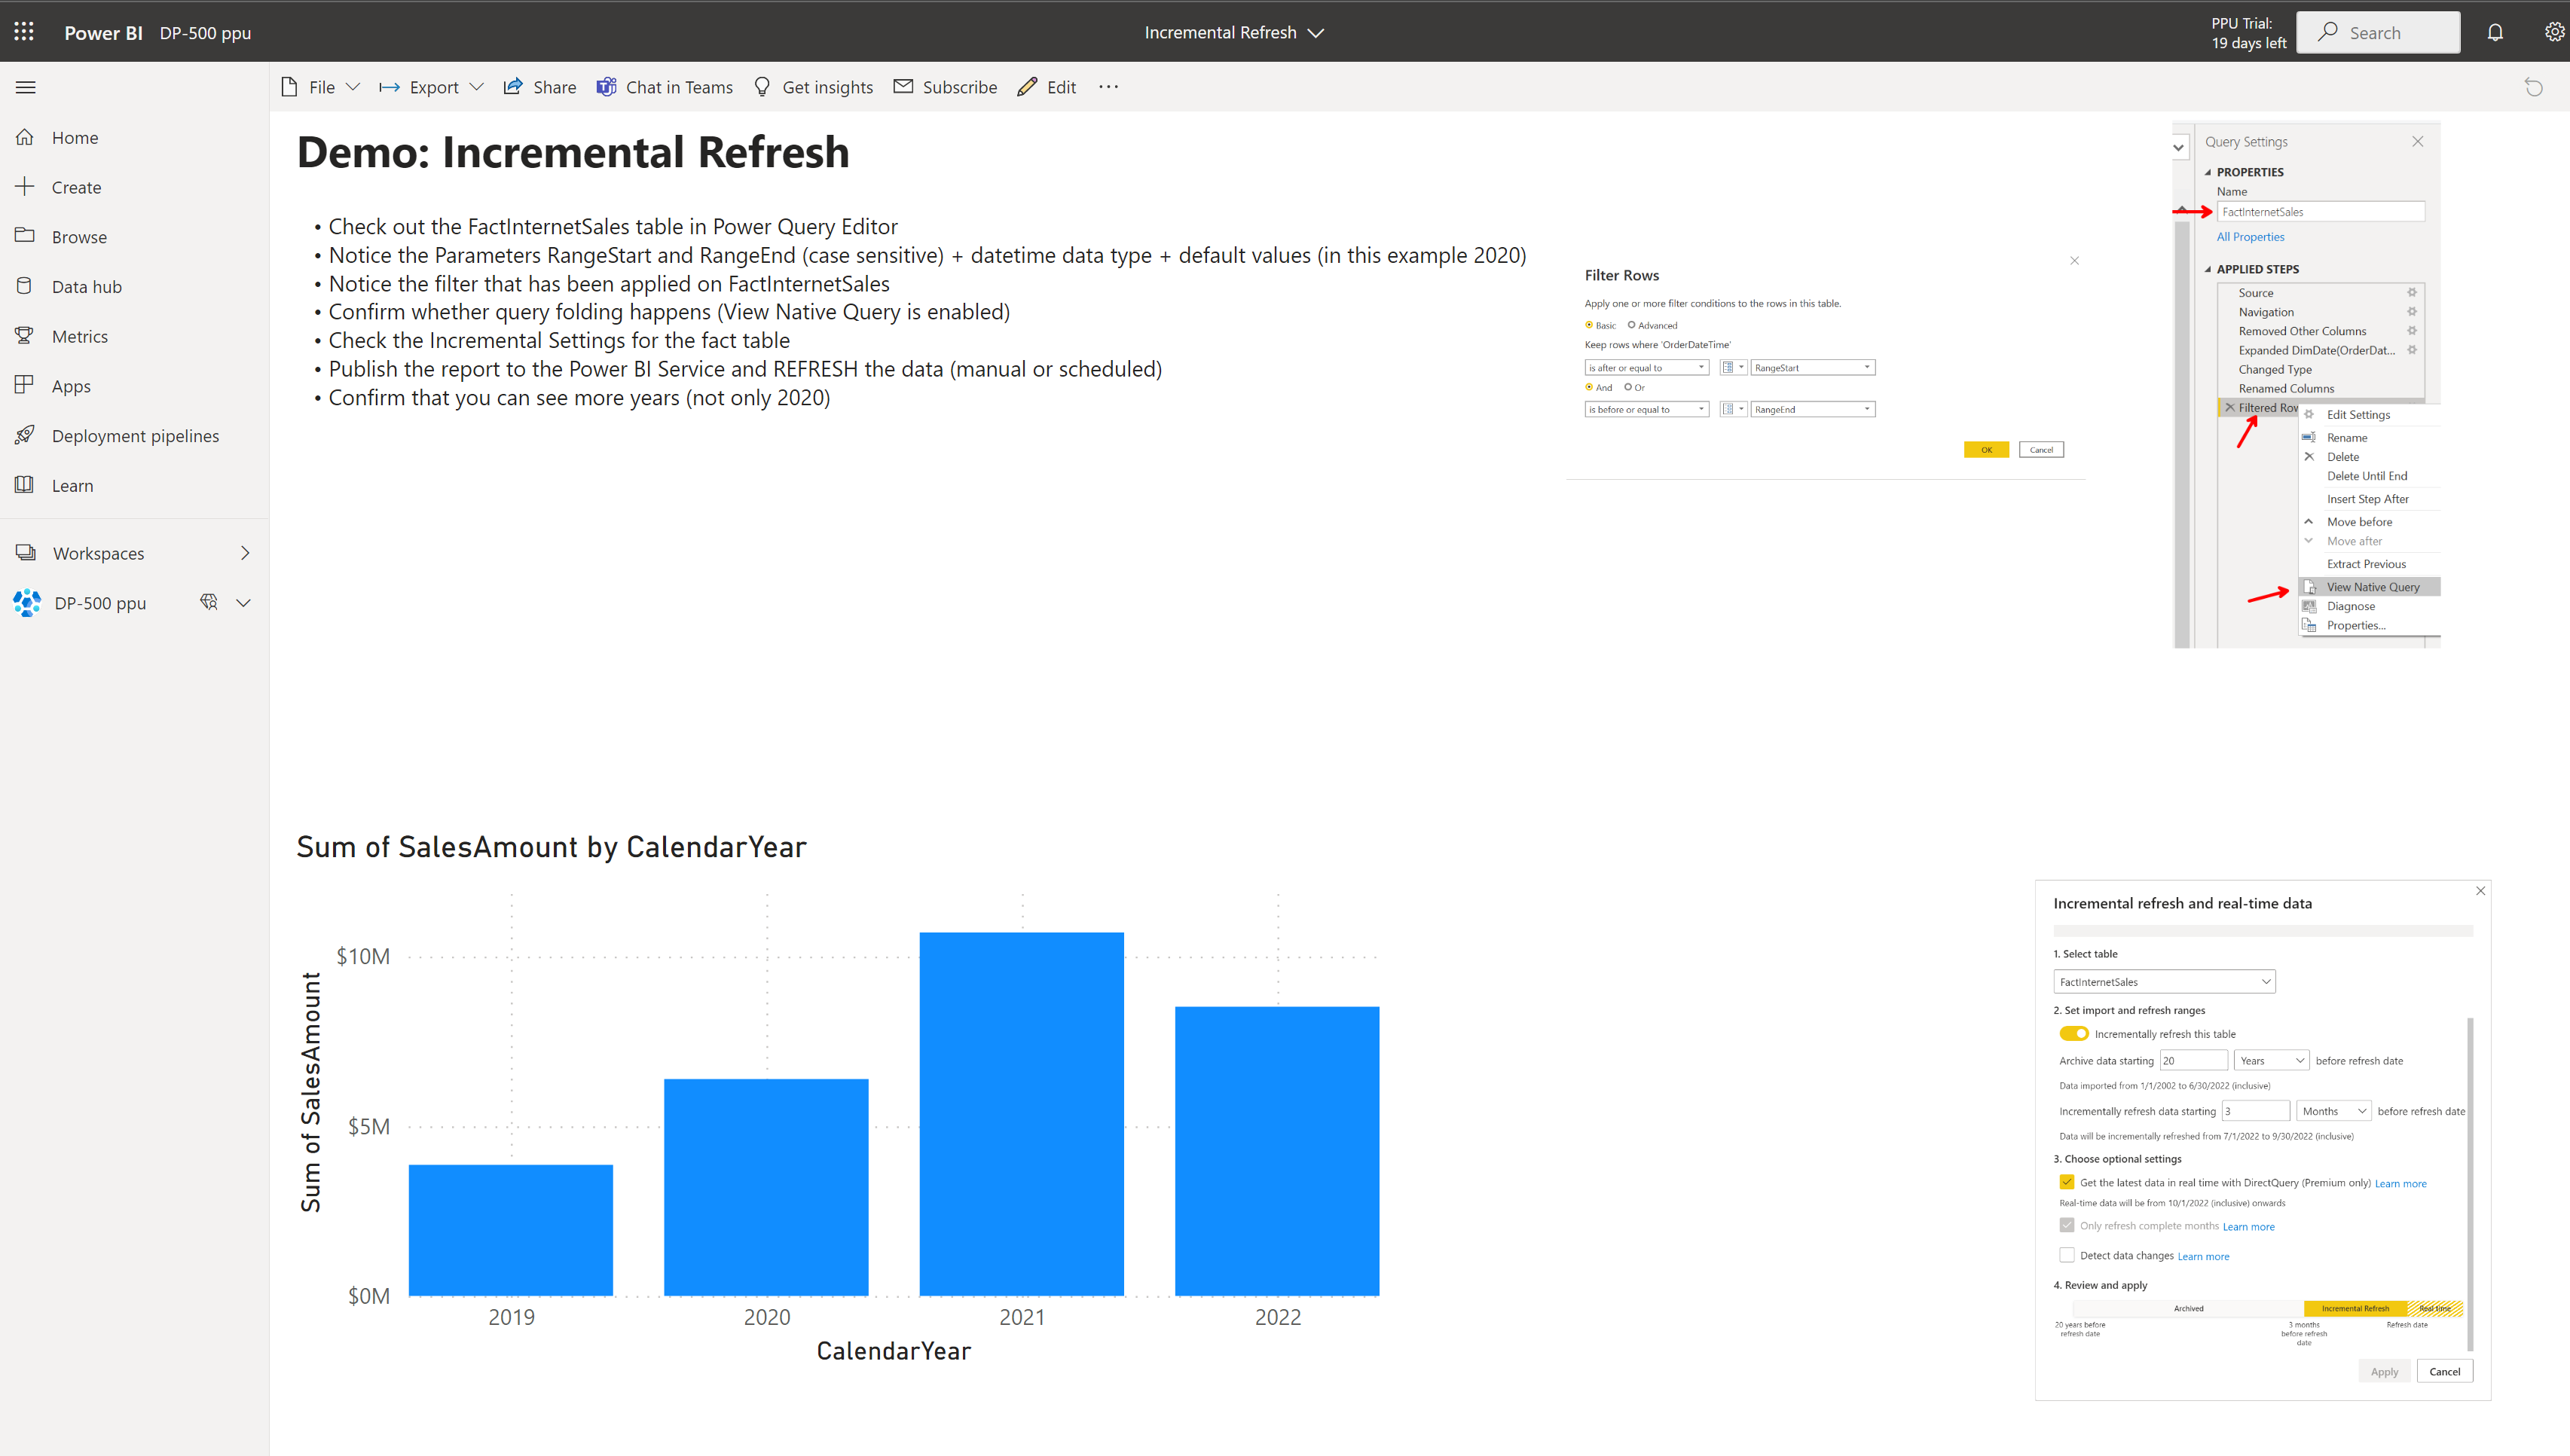 Power BI DP-500 ppu
Incremental Refresh
PPU Trial:
19 days left
Search
File
Export
Share
Chat in Teams
Get insights
Subscribe
Edit
Home
Create
Browse
Data hub
Metrics
Apps
Deployment pipelines
Learn
Workspaces
DP-500 ppu
Demo: Incremental Refresh
• Check out the FactInternetSales table in Power Query Editor
• Notice the Parameters RangeStart and RangeEnd (case sensitive) + datetime data type + default values (in this example 2020)
• Notice the filter that has been applied on FactInternetSales
• Confirm whether query folding happens (View Native Query is enabled)
• Check the Incremental Settings for the fact table
• Publish the report to the Power BI Service and REFRESH the data (manual or scheduled)
• Confirm that you can see more years (not only 2020)
Filter Rows
Apply one or more filter conditions to the rows in this table.
Basic Advanced
Keep rows where 'OrderDateTime'
is after or equal to RangeStart
And Or
is before or equal to RangeEnd
OK Cancel
Query Settings
PROPERTIES
Name
FactInternetSales
All Properties
APPLIED STEPS
Source
Navigation
Removed Other Columns
Expanded DimDate(OrderDat...
Changed Type
Renamed Columns
Filtered Row
Edit Settings
Rename
Delete
Delete Until End
Insert Step After
Move before
Move after
Extract Previous
View Native Query
Diagnose
Properties...
Sum of SalesAmount by CalendarYear
Sum of SalesAmount
$10M
$5M
$0M
2019 2020 2021 2022
CalendarYear
Incremental refresh and real-time data
1. Select table
FactInternetSales
2. Set import and refresh ranges
Incrementally refresh this table
Archive data starting 20 Years before refresh date
Data imported from 1/1/2002 to 6/30/2022 (inclusive)
Incrementally refresh data starting 3 Months before refresh date
Data will be incrementally refreshed from 7/1/2022 to 9/30/2022 (inclusive)
3. Choose optional settings
Get the latest data in real time with DirectQuery (Premium only) Learn more
Real-time data will be from 10/1/2022 (inclusive) onwards
Only refresh complete months Learn more
Detect data changes Learn more
4. Review and apply
Archived Incremental Refresh Real time
20 years before
refresh date
3 months
before refresh
date
Refresh date
Apply Cancel